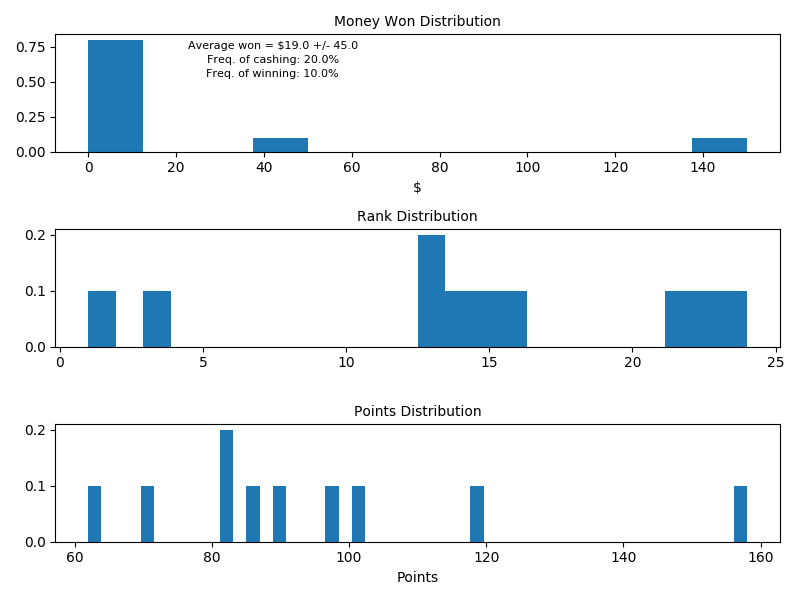 Money Won Distribution
Average won = $19.0 +/- 45.0
Freq. of cashing: 20.0%
Freq. of winning: 10.0%
0.75
0.50
0.25
0.00
0 20 40 60 80 100 120 140
$
Rank Distribution
0.2
0.1
0.0
0 5 10 15 20 25
Points Distribution
0.2
0.1
0.0
60 80 100 120 140 160
Points